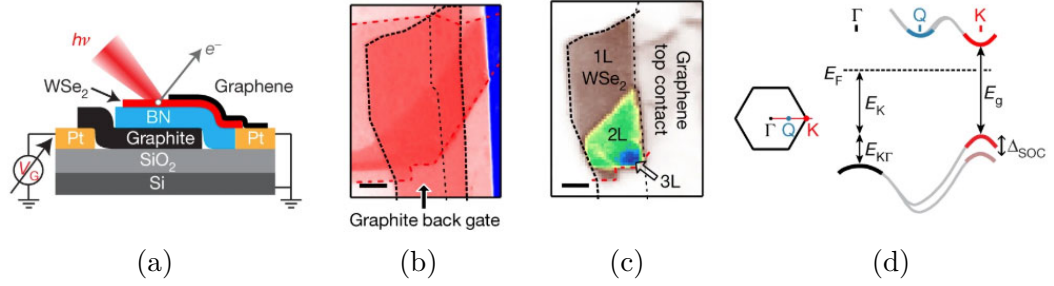 hν
e⁻
WSe₂
Graphene
BN
Pt
Graphite
Pt
V_G
SiO₂
Si
(a)
Graphite back gate
(b)
1L
WSe₂
Graphene
top contact
2L
3L
(c)
Γ
Q
K
E_F
E_K
E_g
Γ
Q
K
E_KΓ
Δ_SOC
(d)